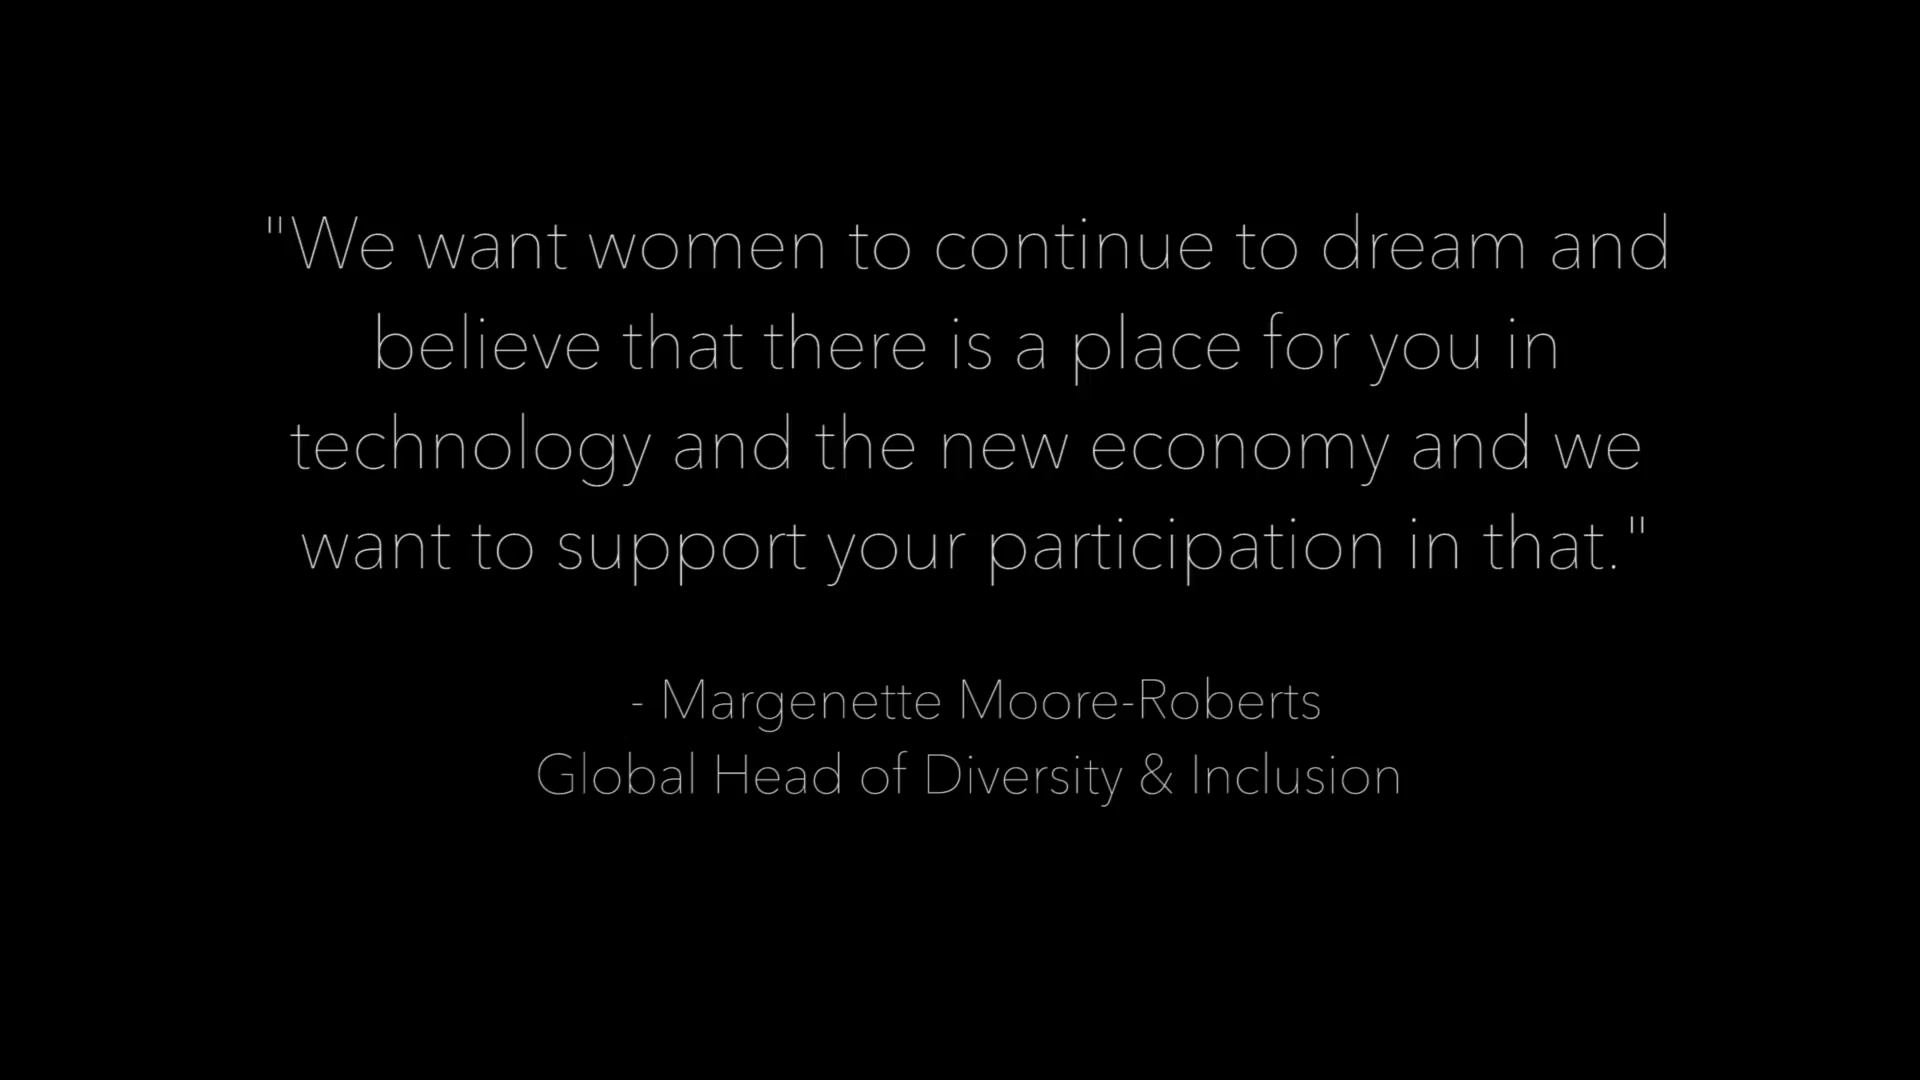 "We want women to continue to dream and
believe that there is a place for you in
technology and the new economy and we
want to support your participation in that."
- Margenette Moore-Roberts
Global Head of Diversity & Inclusion